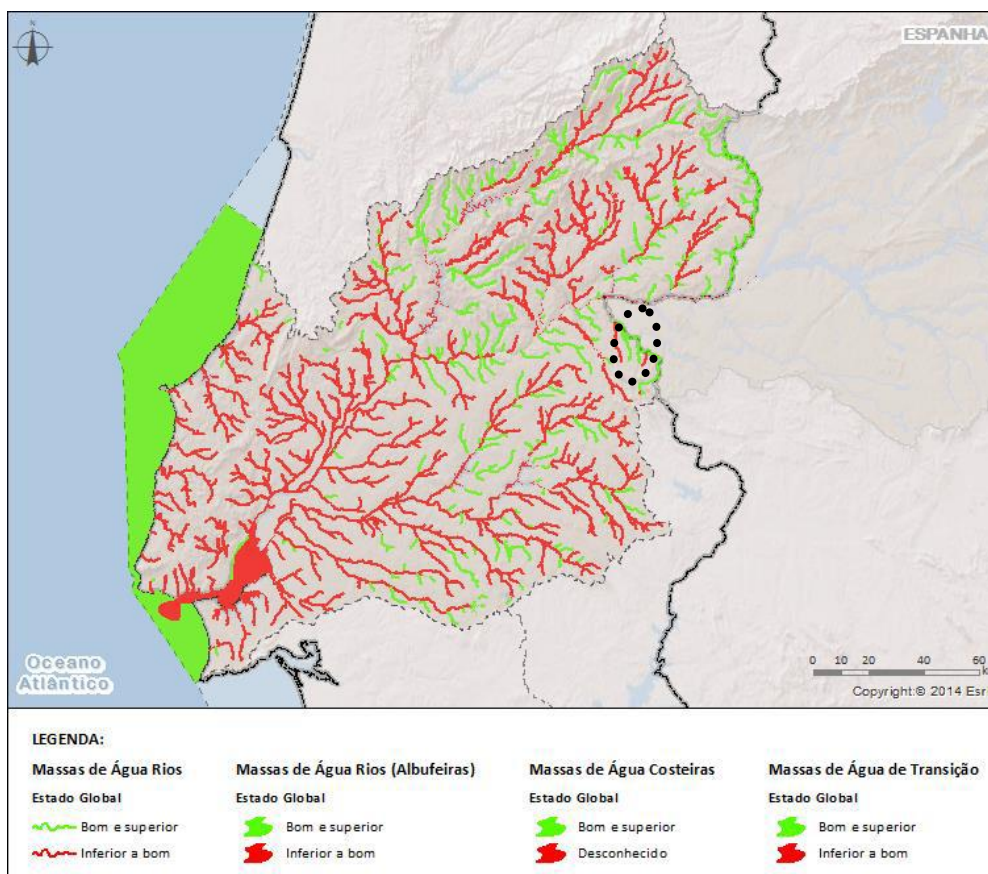 N
ESPANHA
Oceano
Atlântico
0 10 20 40 60
k
Copyright:© 2014 Esri
LEGENDA:
Massas de Água Rios
Estado Global
Bom e superior
Inferior a bom
Massas de Água Rios (Albufeiras)
Estado Global
Bom e superior
Inferior a bom
Massas de Água Costeiras
Estado Global
Bom e superior
Desconhecido
Massas de Água de Transição
Estado Global
Bom e superior
Inferior a bom